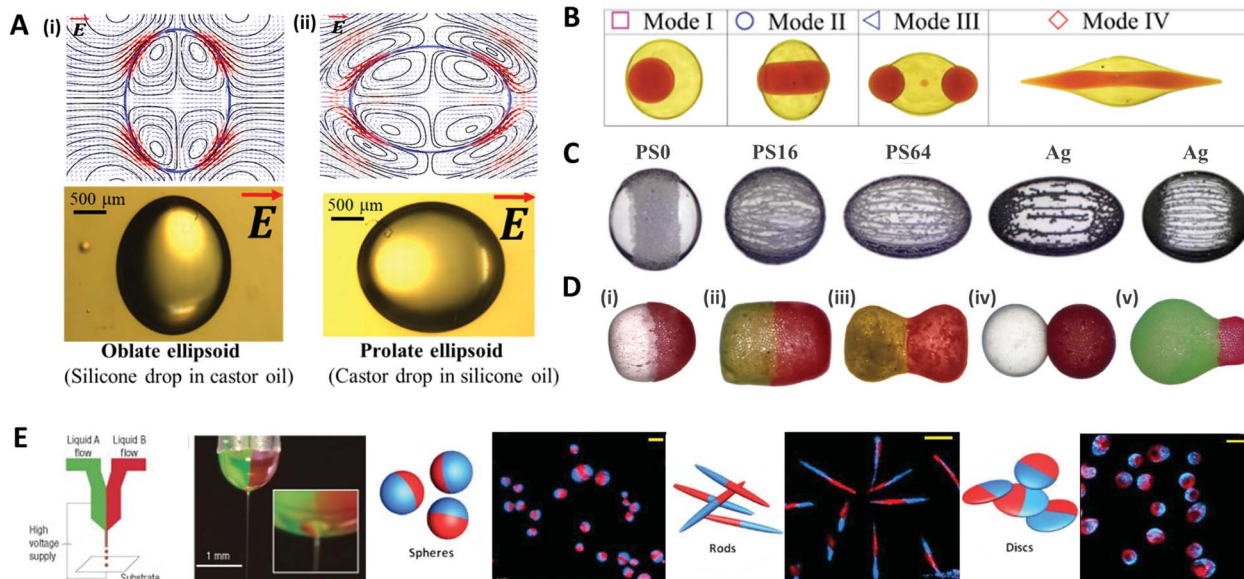 A
(i)
E
(ii)
E
500 µm
E
500 µm
E
Oblate ellipsoid
(Silicone drop in castor oil)
Prolate ellipsoid
(Castor drop in silicone oil)
B
Mode I
Mode II
Mode III
Mode IV
C
PS0
PS16
PS64
Ag
Ag
D
(i)
(ii)
(iii)
(iv)
(v)
E
Liquid A
flow
Liquid B
flow
High
voltage
supply
Substrate
1 mm
Spheres
Rods
Discs